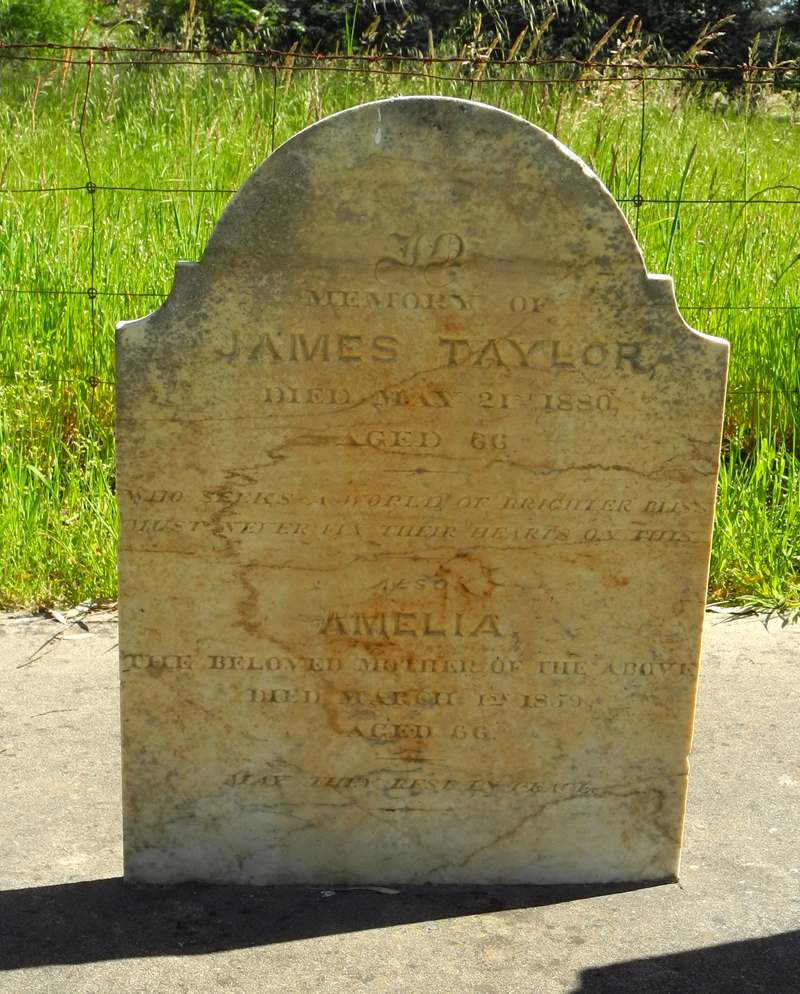 In
MEMORY OF
JAMES TAYLOR,
DIED MAY 21ST 1880,
AGED 66
WHO SEEKS A WORLD OF BRIGHTER BLISS
MUST NEVER FIX THEIR HEARTS ON THIS.
ALSO
AMELIA,
THE BELOVED MOTHER OF THE ABOVE
DIED MARCH 1ST 1859,
AGED 66.
MAY THEY REST IN PEACE.